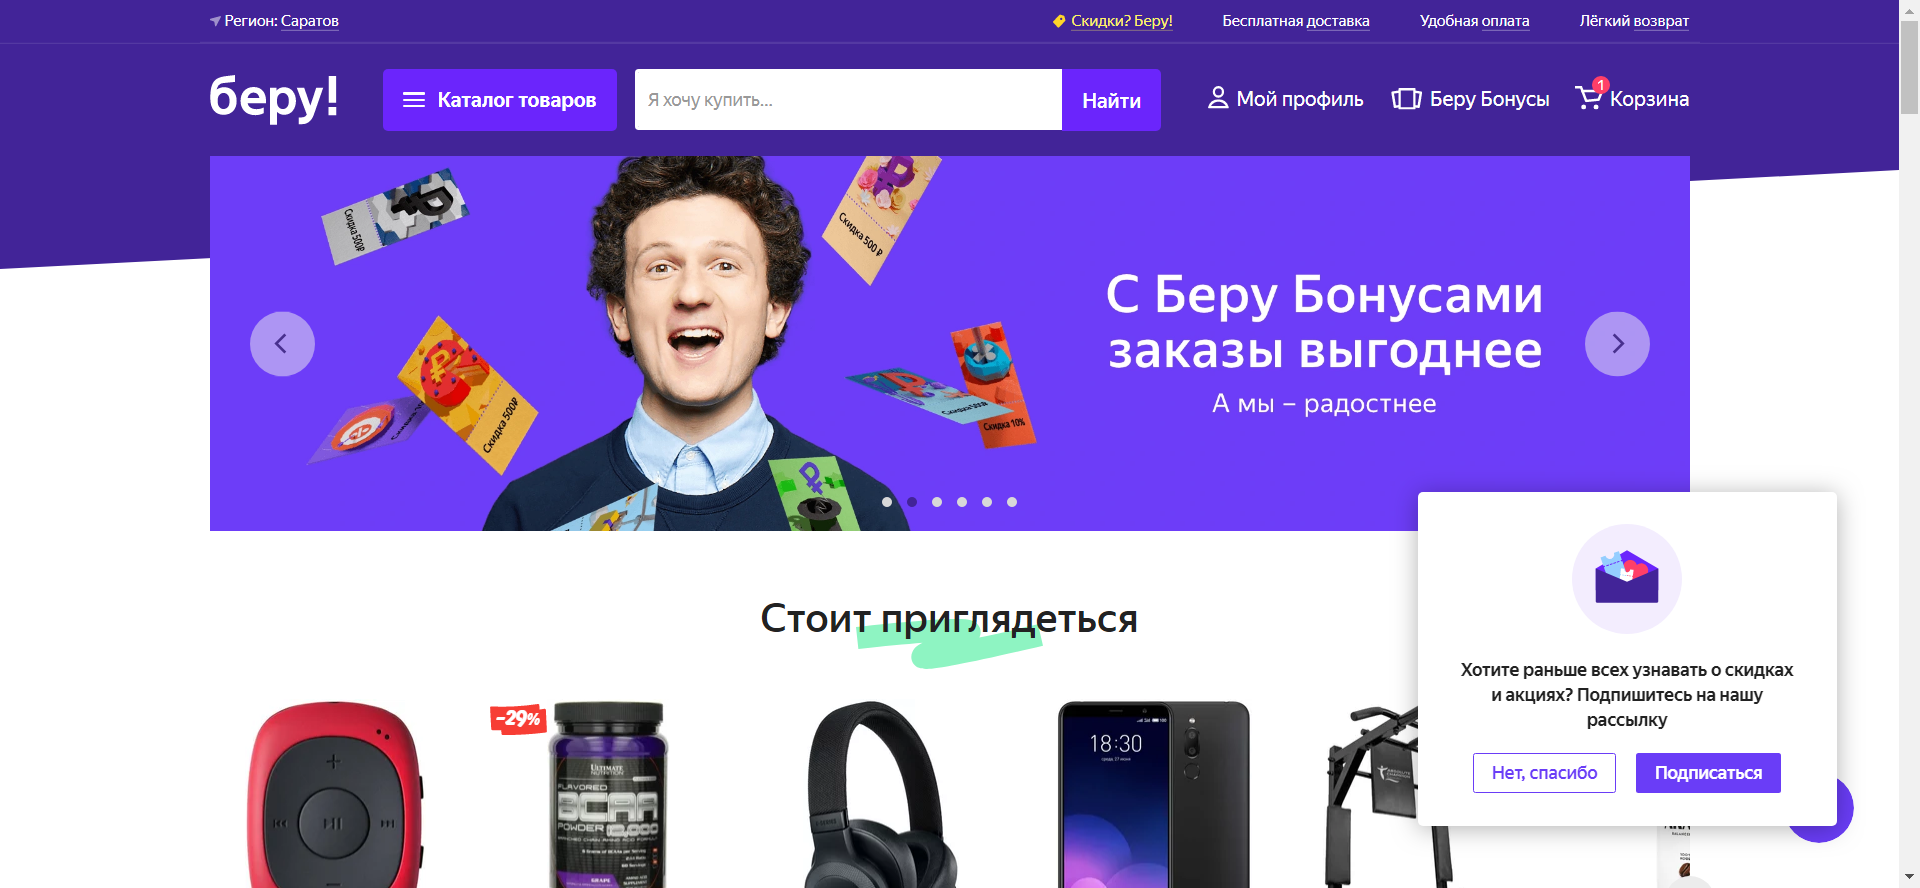 Регион: Саратов
Скидки? Беру!
Бесплатная доставка
Удобная оплата
Лёгкий возврат
беру!
Каталог товаров
Я хочу купить...
Найти
Мой профиль
Беру Бонусы
1
Корзина
Скидка 500₽
Скидка 500 ₽
С Беру Бонусами
заказы выгоднее
А мы – радостнее
Скидка 500₽
Скидка 500₽
Скидка 10%
Стоит приглядеться
Хотите раньше всех узнавать о скидках
и акциях? Подпишитесь на нашу
рассылку
Нет, спасибо
Подписаться
-29%
ULTIMATE
NUTRITION
FLAVORED
BCAA
POWDER 12,000
GRAPE
18:30